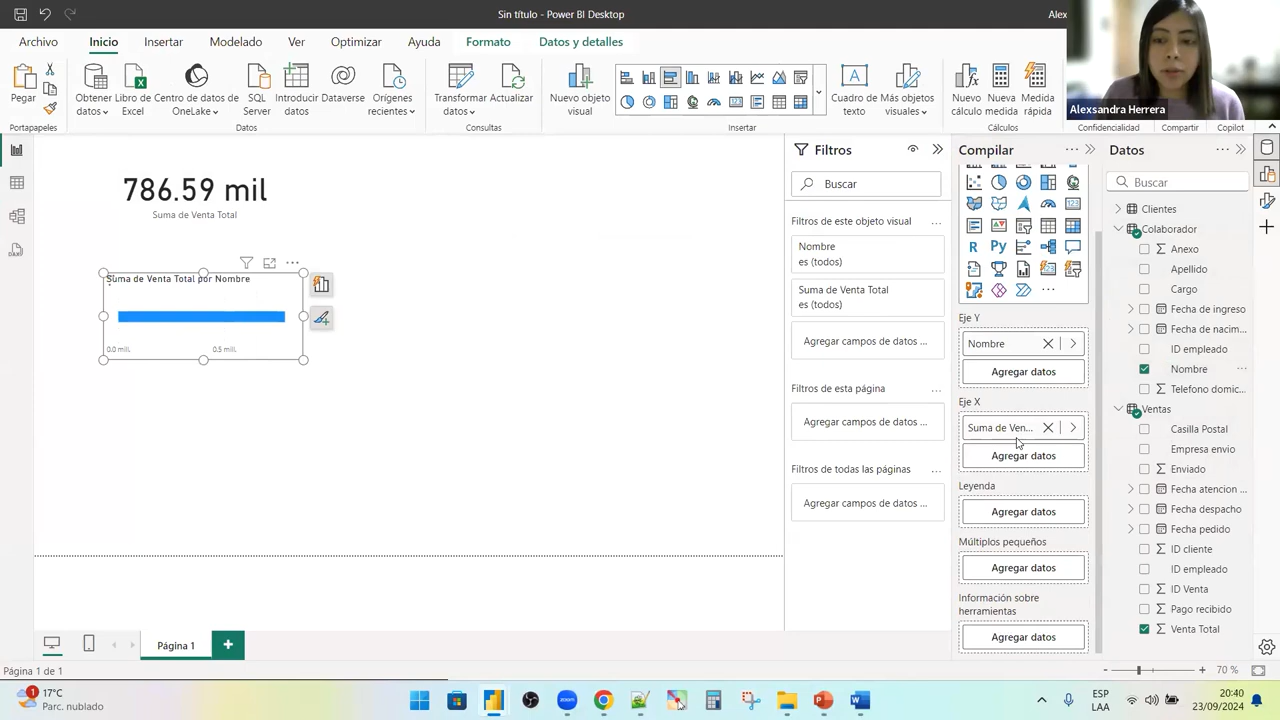 Sin título - Power BI Desktop
Alex
Archivo
Inicio
Insertar
Modelado
Ver
Optimizar
Ayuda
Formato
Datos y detalles
Pegar
Obtener datos
Libro de Excel
Centro de datos de OneLake
SQL Server
Introducir datos
Dataverse
Orígenes recientes
Transformar datos
Actualizar
Nuevo objeto visual
Cuadro de texto
Más objetos visuales
Nuevo cálculo
Nueva medida
Medida rápida
Portapapeles
Datos
Consultas
Insertar
Cálculos
Confidencialidad
Compartir
Copilot
Alexsandra Herrera
786.59 mil
Suma de Venta Total
Suma de Venta Total por Nombre
0.0 mill.
0.5 mill.
Filtros
Buscar
Filtros de este objeto visual
...
Nombre
es (todos)
Suma de Venta Total
es (todos)
Agregar campos de datos ...
Filtros de esta página
...
Agregar campos de datos ...
Filtros de todas las páginas
...
Agregar campos de datos ...
Compilar
R
Py
Eje Y
Nombre
Agregar datos
Eje X
Suma de Ven...
Agregar datos
Leyenda
Agregar datos
Múltiplos pequeños
Agregar datos
Información sobre
herramientas
Agregar datos
Datos
Buscar
Clientes
Colaborador
Anexo
Apellido
Cargo
Fecha de ingreso
Fecha de nacim...
ID empleado
Nombre
Telefono domic...
Ventas
Casilla Postal
Empresa envio
Enviado
Fecha atencion ...
Fecha despacho
Fecha pedido
ID cliente
ID empleado
ID Venta
Pago recibido
Venta Total
Página 1
Página 1 de 1
70 %
1
17°C
Parc. nublado
zoom
ESP
LAA
20:40
23/09/2024